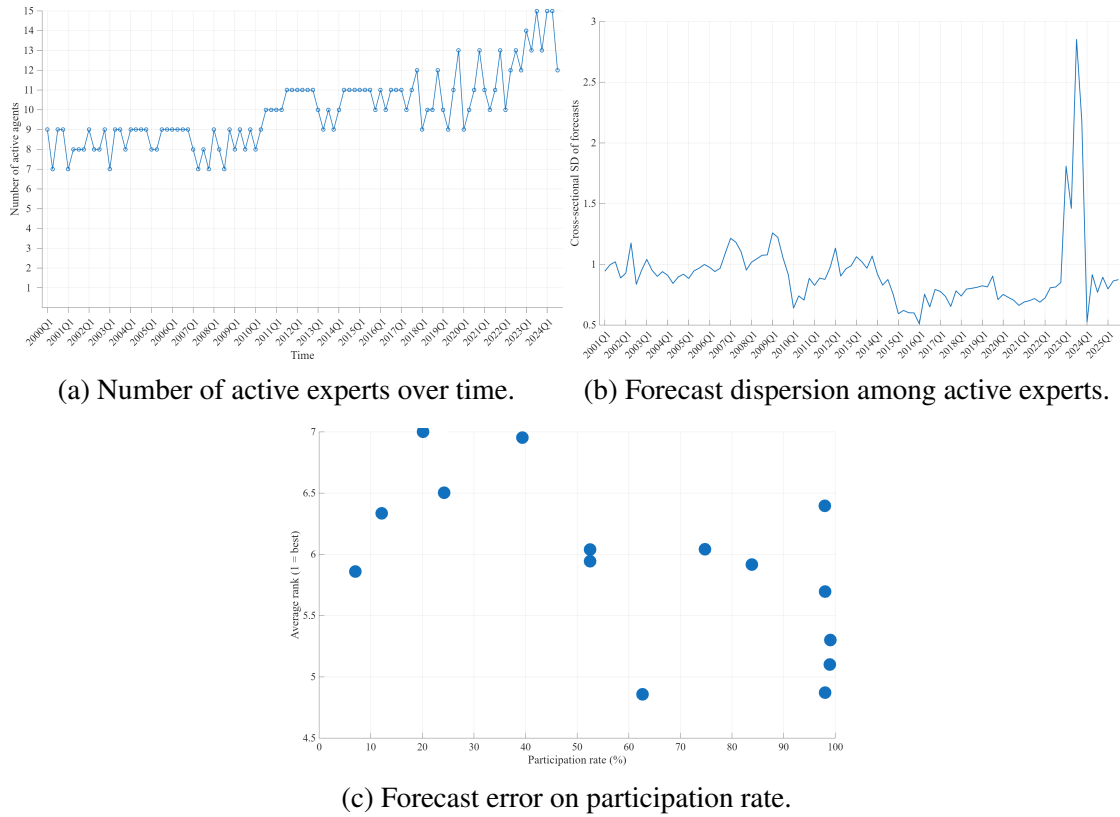 15
14
13
12
11
10
9
8
7
6
5
4
3
2
1
Number of active agents
2000Q1 2001Q1 2002Q1 2003Q1 2004Q1 2005Q1 2006Q1 2007Q1 2008Q1 2009Q1 2010Q1 2011Q1 2012Q1 2013Q1 2014Q1 2015Q1 2016Q1 2017Q1 2018Q1 2019Q1 2020Q1 2021Q1 2022Q1 2023Q1 2024Q1
Time
(a) Number of active experts over time.
3
2.5
2
1.5
1
0.5
Cross-sectional SD of forecasts
2001Q1 2002Q1 2003Q1 2004Q1 2005Q1 2006Q1 2007Q1 2008Q1 2009Q1 2010Q1 2011Q1 2012Q1 2013Q1 2014Q1 2015Q1 2016Q1 2017Q1 2018Q1 2019Q1 2020Q1 2021Q1 2022Q1 2023Q1 2024Q1 2025Q1
(b) Forecast dispersion among active experts.
7
6.5
6
5.5
5
4.5
Average rank (1 = best)
0 10 20 30 40 50 60 70 80 90 100
Participation rate (%)
(c) Forecast error on participation rate.